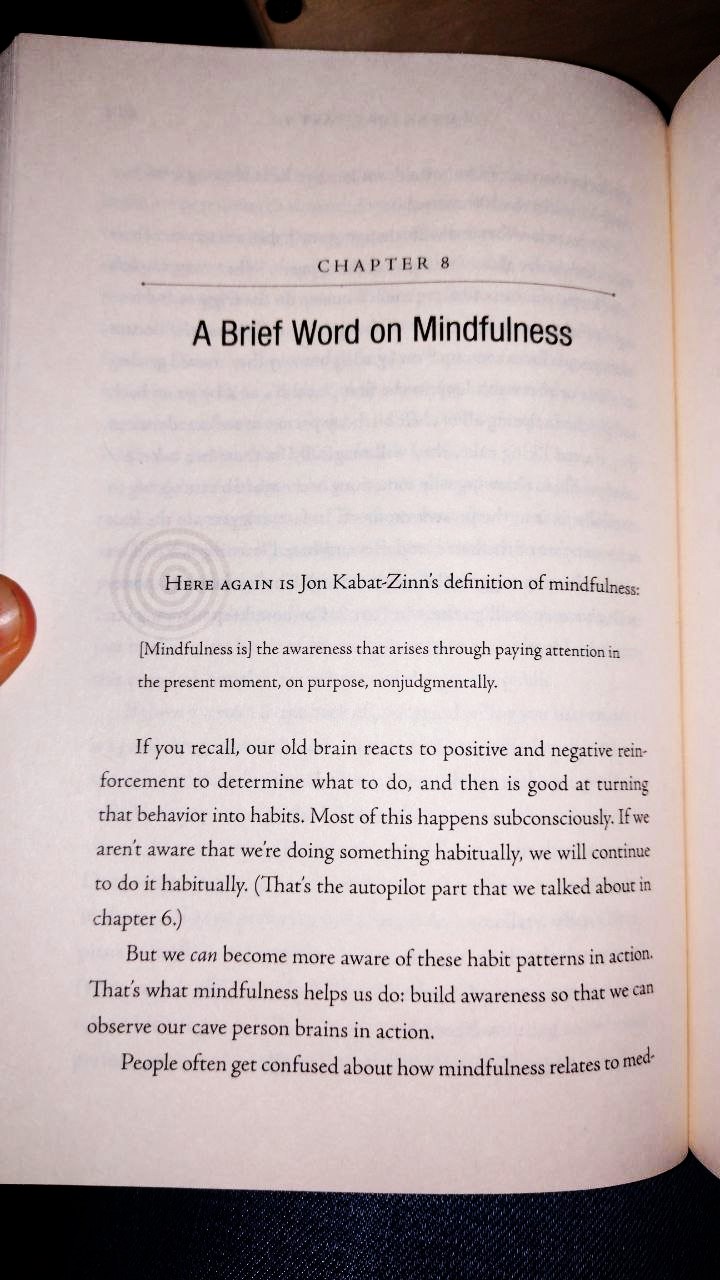 CHAPTER 8
A Brief Word on Mindfulness
HERE AGAIN IS Jon Kabat-Zinn's definition of mindfulness:
[Mindfulness is] the awareness that arises through paying attention in
the present moment, on purpose, nonjudgmentally.
If you recall, our old brain reacts to positive and negative rein-
forcement to determine what to do, and then is good at turning
that behavior into habits. Most of this happens subconsciously. If we
aren't aware that we're doing something habitually, we will continue
to do it habitually. (That's the autopilot part that we talked about in
chapter 6.)
But we can become more aware of these habit patterns in action.
That's what mindfulness helps us do: build awareness so that we can
observe our cave person brains in action.
People often get confused about how mindfulness relates to med-